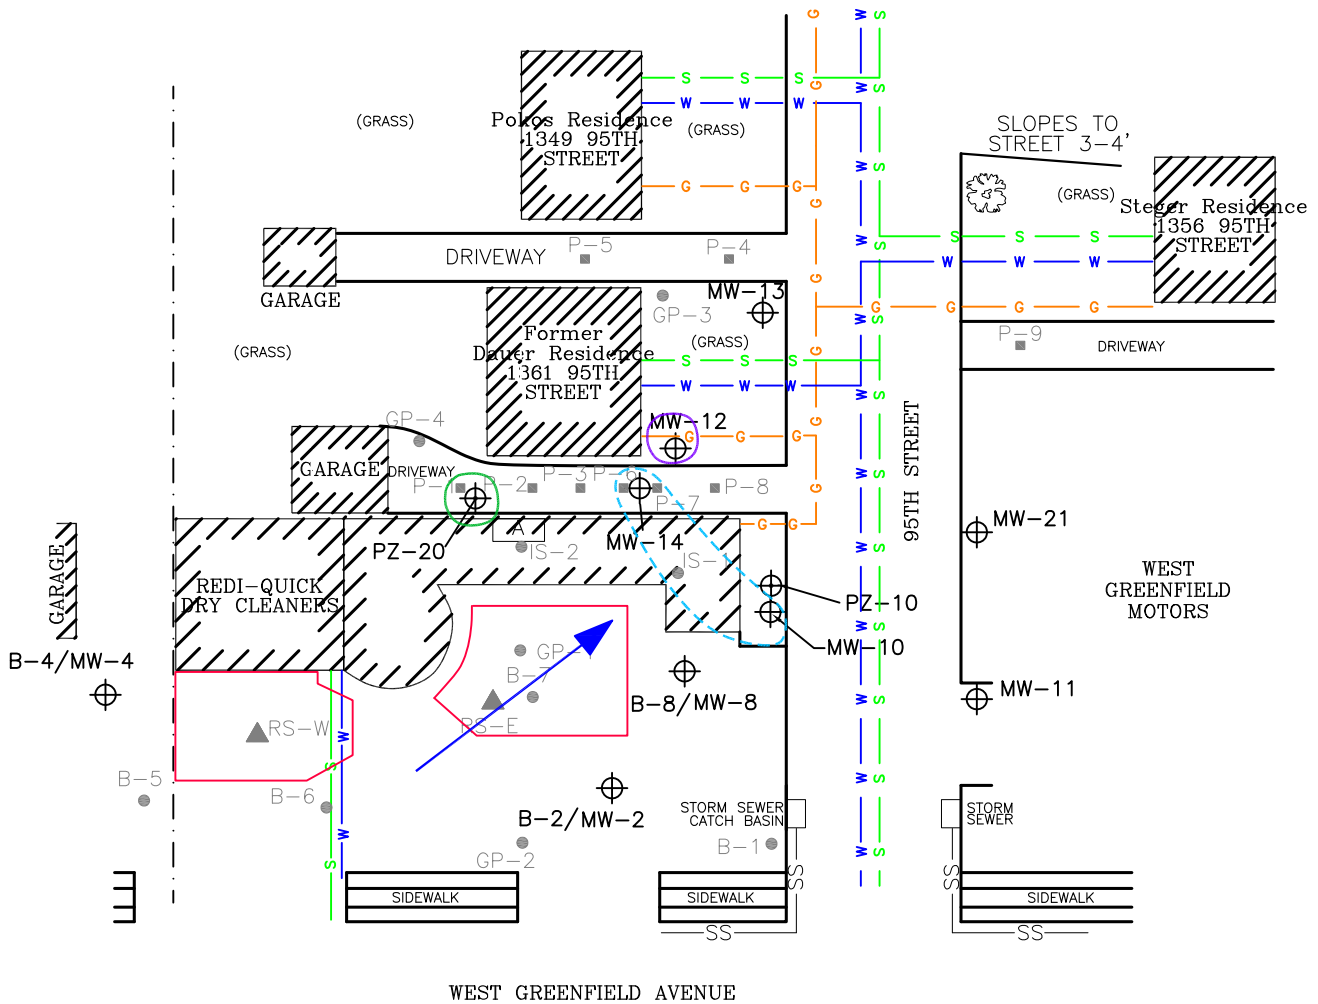 G
W
S
SLOPES TO
STREET 3-4'
(GRASS)
Pokos Residence
1349 95TH
STREET
(GRASS)
S S S
W W W
G G G
(GRASS)
Steger Residence
1356 95TH
STREET
S S S
W W W
G G G G
DRIVEWAY
P-5
P-4
GARAGE
MW-13
GP-3
P-9
DRIVEWAY
(GRASS)
Former
Dauer Residence
1361 95TH
STREET
(GRASS)
S S S
W W W
GP-4
MW-12
G G G
GARAGE
DRIVEWAY
P-1
P-2
P-3
P-6
P-7
P-8
95TH STREET
MW-21
A
G G
PZ-20
IS-2
MW-14
IS-1
GARAGE
REDI-QUICK
DRY CLEANERS
PZ-10
WEST
GREENFIELD
MOTORS
MW-10
B-4/MW-4
GP-1
B-7
B-8/MW-8
MW-11
RS-W
RS-E
W
S
B-5
B-6
B-2/MW-2
STORM SEWER
CATCH BASIN
STORM
SEWER
W
S
GP-2
B-1
SS
SS
SIDEWALK
SIDEWALK
SIDEWALK
SS
SS
WEST GREENFIELD AVENUE